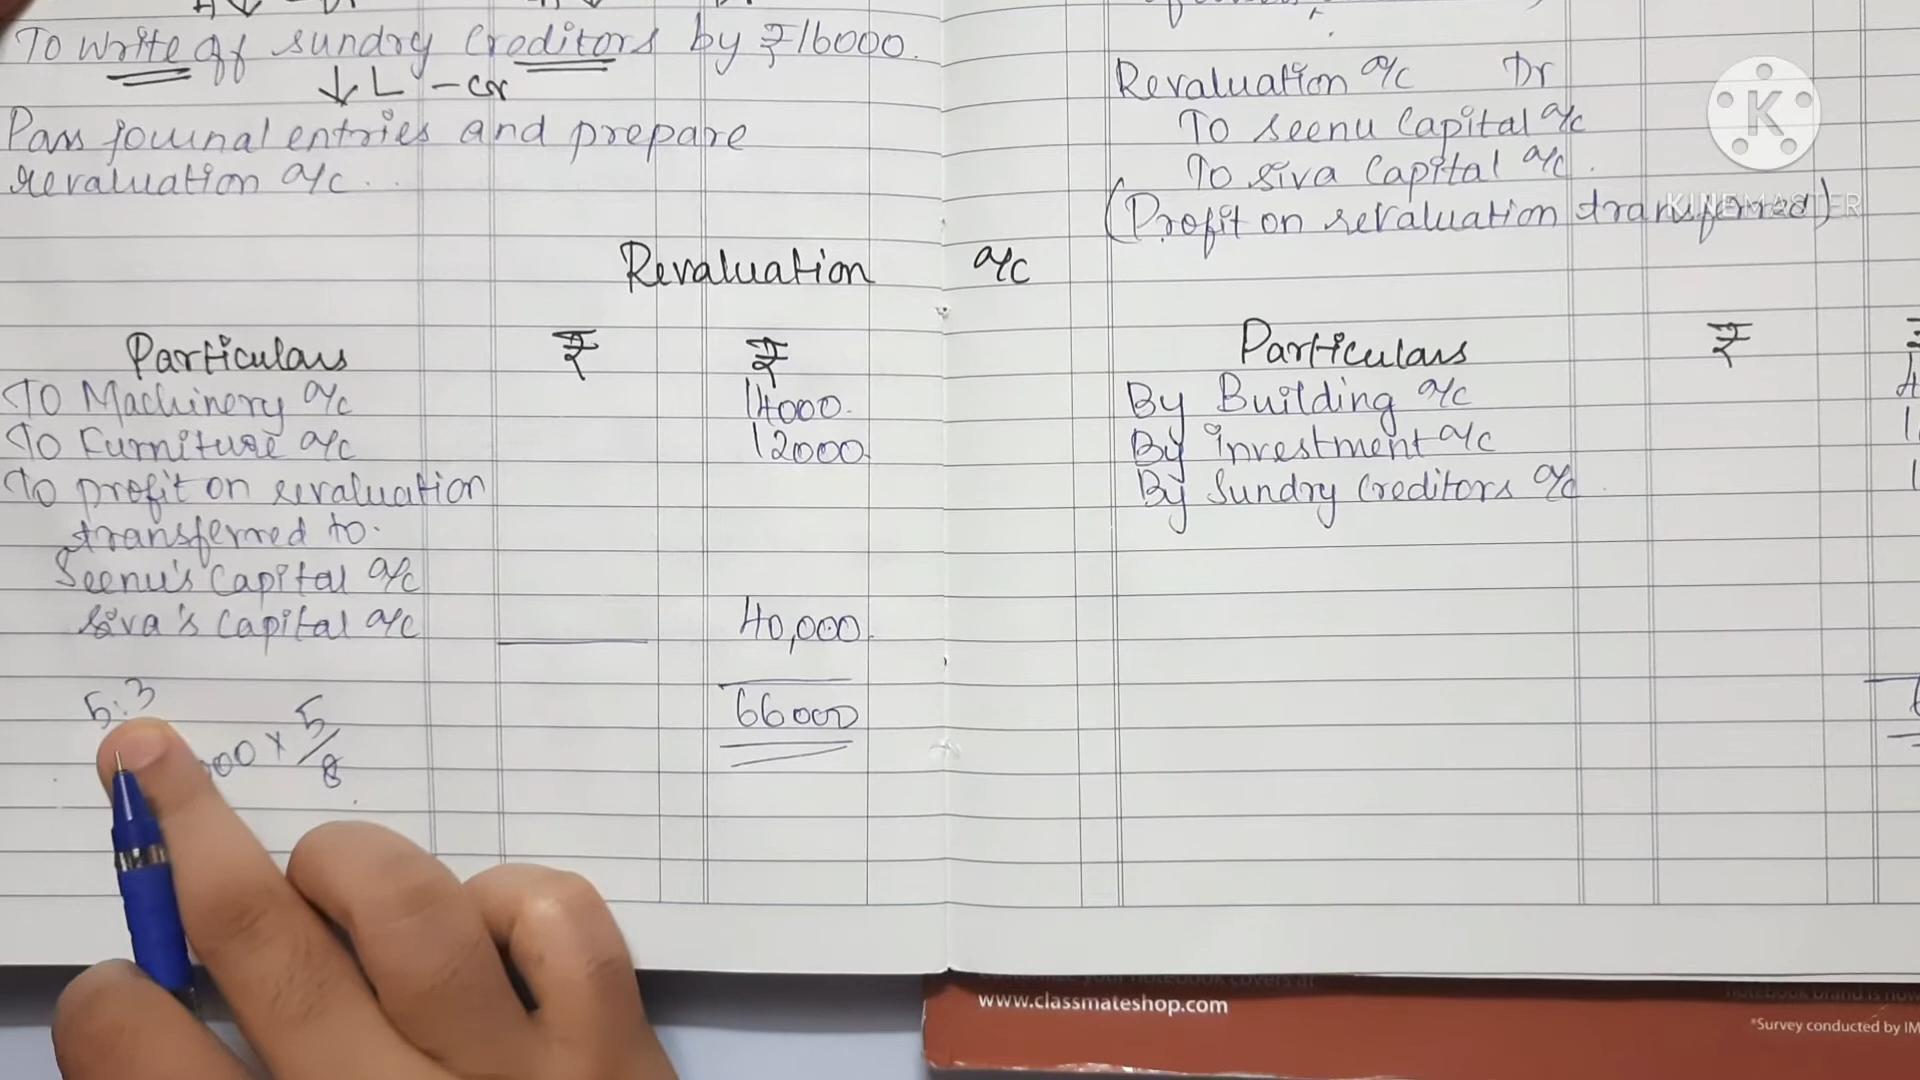 To write off sundry creditors by ₹16000.
↓ L - Cr
Pass journal entries and prepare
revaluation a/c.
Revaluation a/c Dr
To Seenu Capital a/c
To Siva Capital a/c.
(Profit on revaluation transferred)
K
KINEMASTER
Revaluation a/c
Particulars ₹ ₹
To Machinery a/c 14000.
To Furniture a/c 12000.
To profit on revaluation
transferred to.
Seenu's Capital a/c
Siva's Capital a/c 40,000.
66000
5:3
000 × 5/8
Particulars ₹
By Building a/c
By investment a/c
By Sundry Creditors a/c
www.classmateshop.com
*Survey conducted by IM